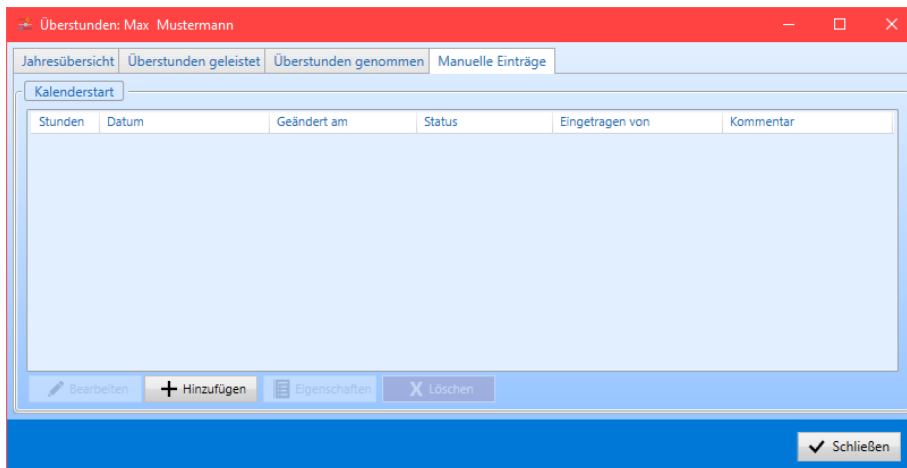 Überstunden: Max Mustermann
Jahresübersicht Überstunden geleistet Überstunden genommen Manuelle Einträge
Kalenderstart
Stunden Datum Geändert am Status Eingetragen von Kommentar
Bearbeiten Hinzufügen Eigenschaften Löschen
Schließen